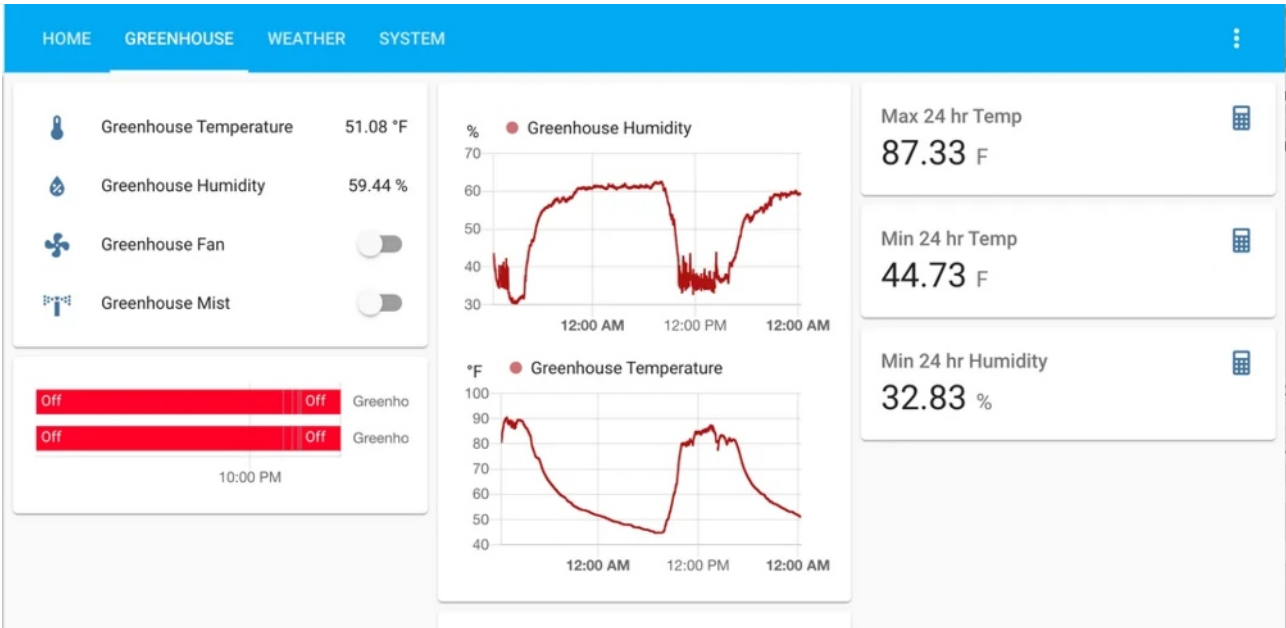 HOME GREENHOUSE WEATHER SYSTEM
Greenhouse Temperature 51.08 °F
Greenhouse Humidity 59.44 %
Greenhouse Fan
Greenhouse Mist
Off Off Greenho
Off Off Greenho
10:00 PM
% Greenhouse Humidity
70
60
50
40
30
12:00 AM 12:00 PM 12:00 AM
°F Greenhouse Temperature
100
90
80
70
60
50
40
12:00 AM 12:00 PM 12:00 AM
Max 24 hr Temp
87.33 F
Min 24 hr Temp
44.73 F
Min 24 hr Humidity
32.83 %